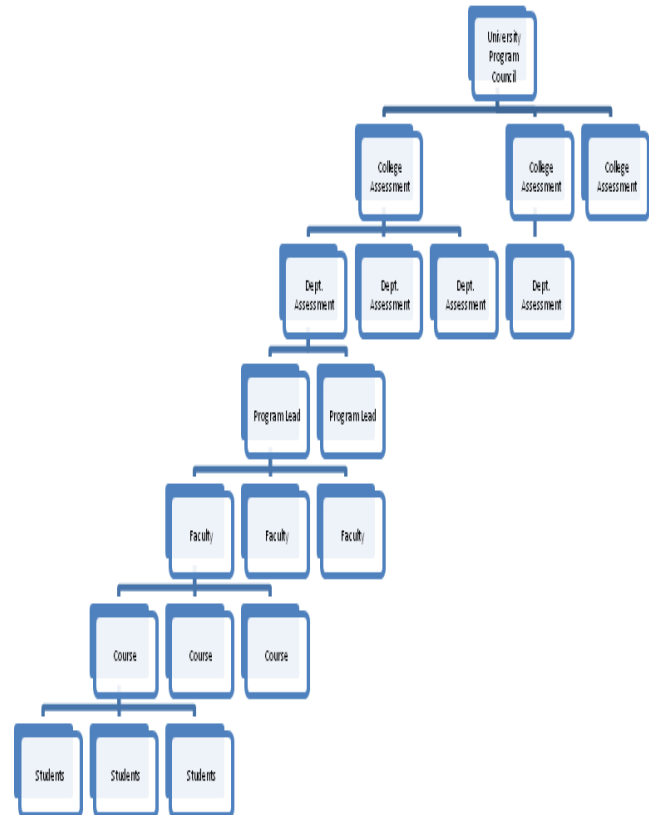 University
Program
Council
College
Assessment
College
Assessment
College
Assessment
Dept.
Assessment
Dept.
Assessment
Dept.
Assessment
Dept.
Assessment
Program Lead
Program Lead
Faculty
Faculty
Faculty
Course
Course
Course
Students
Students
Students